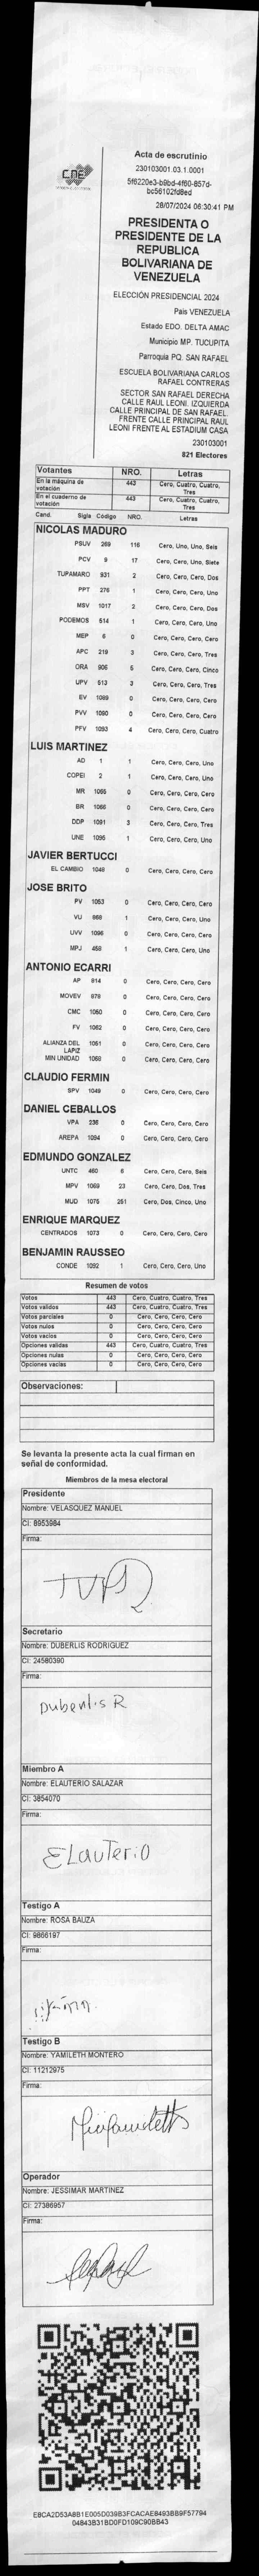 CNE
Acta de escrutinio
230103001.03.1.0001
5f6220e3-b9bd-4f60-857d-
bc56102fd8ed
28/07/2024 06:30:41 PM
PRESIDENTA O
PRESIDENTE DE LA
REPUBLICA
BOLIVARIANA DE
VENEZUELA
ELECCIÓN PRESIDENCIAL 2024
Pais VENEZUELA
Estado EDO. DELTA AMAC
Municipio MP. TUCUPITA
Parroquia PQ. SAN RAFAEL
ESCUELA BOLIVARIANA CARLOS
RAFAEL CONTRERAS
SECTOR SAN RAFAEL DERECHA
CALLE RAUL LEONI. IZQUIERDA
CALLE PRINCIPAL DE SAN RAFAEL.
FRENTE CALLE PRINCIPAL RAUL
LEONI FRENTE AL ESTADIUM CASA
230103001
821 Electores
Votantes NRO. Letras
En la máquina de votación 443 Cero, Cuatro, Cuatro, Tres
En el cuaderno de votación 443 Cero, Cuatro, Cuatro, Tres
Cand. Sigla Codigo NRO. Letras
NICOLAS MADURO
PSUV 269 116 Cero, Uno, Uno, Seis
PCV 9 17 Cero, Cero, Uno, Siete
TUPAMARO 931 2 Cero, Cero, Cero, Dos
PPT 276 1 Cero, Cero, Cero, Uno
MSV 1017 2 Cero, Cero, Cero, Dos
PODEMOS 514 1 Cero, Cero, Cero, Uno
MEP 6 0 Cero, Cero, Cero, Cero
APC 219 3 Cero, Cero, Cero, Tres
ORA 906 5 Cero, Cero, Cero, Cinco
UPV 513 3 Cero, Cero, Cero, Tres
EV 1089 0 Cero, Cero, Cero, Cero
PVV 1090 0 Cero, Cero, Cero, Cero
PFV 1093 4 Cero, Cero, Cero, Cuatro
LUIS MARTINEZ
AD 1 1 Cero, Cero, Cero, Uno
COPEI 2 1 Cero, Cero, Cero, Uno
MR 1065 0 Cero, Cero, Cero, Cero
BR 1066 0 Cero, Cero, Cero, Cero
DDP 1091 3 Cero, Cero, Cero, Tres
UNE 1095 1 Cero, Cero, Cero, Uno
JAVIER BERTUCCI
EL CAMBIO 1048 0 Cero, Cero, Cero, Cero
JOSE BRITO
PV 1053 0 Cero, Cero, Cero, Cero
VU 668 1 Cero, Cero, Cero, Uno
UVV 1096 0 Cero, Cero, Cero, Cero
MPJ 458 1 Cero, Cero, Cero, Uno
ANTONIO ECARRI
AP 814 0 Cero, Cero, Cero, Cero
MOVEV 979 0 Cero, Cero, Cero, Cero
CMC 1050 0 Cero, Cero, Cero, Cero
FV 1062 0 Cero, Cero, Cero, Cero
ALIANZA DEL LAPIZ 1051 0 Cero, Cero, Cero, Cero
MIN UNIDAD 1068 0 Cero, Cero, Cero, Cero
CLAUDIO FERMIN
SPV 1049 0 Cero, Cero, Cero, Cero
DANIEL CEBALLOS
VPA 236 0 Cero, Cero, Cero, Cero
AREPA 1094 0 Cero, Cero, Cero, Cero
EDMUNDO GONZALEZ
UNTC 460 6 Cero, Cero, Cero, Seis
MPV 1069 23 Cero, Cero, Dos, Tres
MUD 1075 251 Cero, Dos, Cinco, Uno
ENRIQUE MARQUEZ
CENTRADOS 1073 0 Cero, Cero, Cero, Cero
BENJAMIN RAUSSEO
CONDE 1092 1 Cero, Cero, Cero, Uno
Resumen de votos
Votos 443 Cero, Cuatro, Cuatro, Tres
Votos validos 443 Cero, Cuatro, Cuatro, Tres
Votos parciales 0 Cero, Cero, Cero, Cero
Votos nulos 0 Cero, Cero, Cero, Cero
Votos vacios 0 Cero, Cero, Cero, Cero
Opciones validas 443 Cero, Cuatro, Cuatro, Tres
Opciones nulas 0 Cero, Cero, Cero, Cero
Opciones vacias 0 Cero, Cero, Cero, Cero
Observaciones:
Se levanta la presente acta la cual firman en
señal de conformidad.
Miembros de la mesa electoral
Presidente
Nombre: VELASQUEZ MANUEL
CI: 8953984
Firma:
Secretario
Nombre: DUBERLIS RODRIGUEZ
CI: 24580390
Firma:
Duberlis R
Miembro A
Nombre: ELAUTERIO SALAZAR
CI: 3854070
Firma:
ELauTerio
Testigo A
Nombre: ROSA BAUZA
CI: 9866197
Firma:
Testigo B
Nombre: YAMILETH MONTERO
CI: 11212975
Firma:
Operador
Nombre: JESSIMAR MARTINEZ
CI: 27386957
Firma:
E8CA2D53A8B1E005D039B3FCACAE8493BB9F57794
04843B31BD0FD109C90BB43